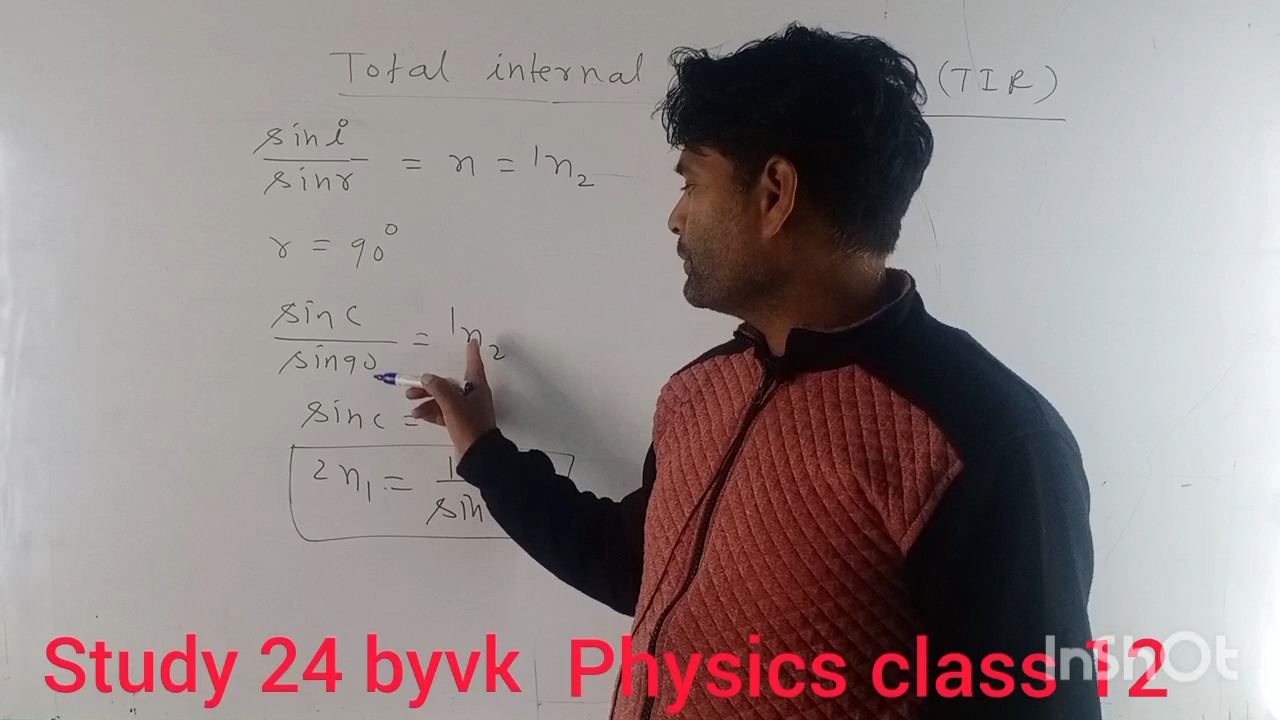 Total internal (TIR)
sin i / sin r = n = ¹n₂
r = 90°
sin c / sin 90 = ¹n₂
sin c =
²n₁ = 1 / sin
Study 24 byvk Physics class 12
InShOt